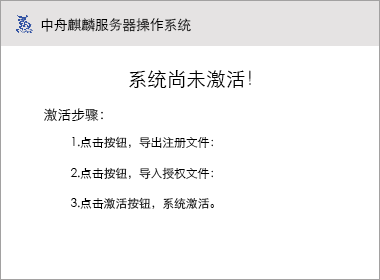 中舟麒麟服务器操作系统
系统尚未激活！
激活步骤：
1.点击按钮，导出注册文件：
2.点击按钮，导入授权文件：
3.点击激活按钮，系统激活。